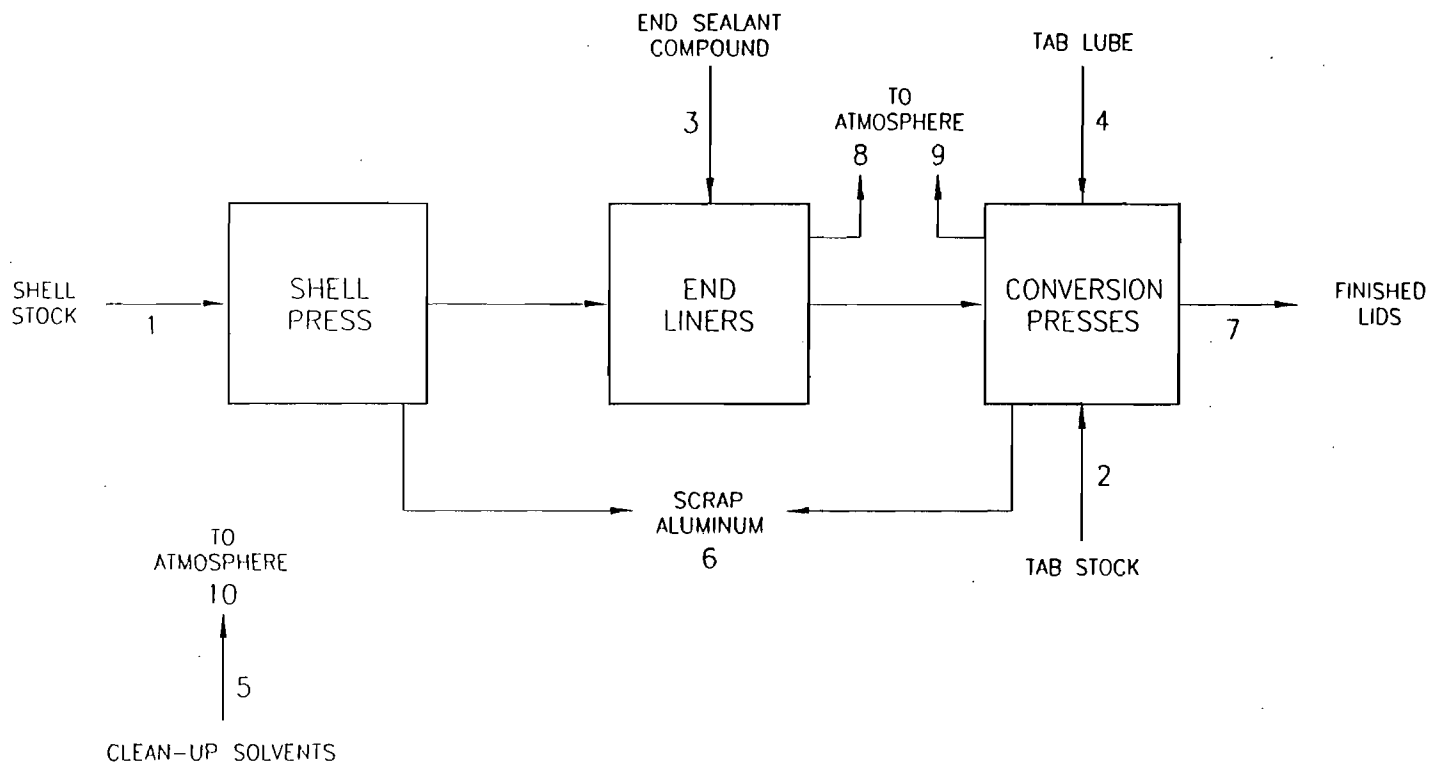 END SEALANT
COMPOUND
TAB LUBE
3
TO
ATMOSPHERE
8
9
4
SHELL
STOCK
1
SHELL
PRESS
END
LINERS
CONVERSION
PRESSES
7
FINISHED
LIDS
2
SCRAP
ALUMINUM
6
TAB STOCK
TO
ATMOSPHERE
10
5
CLEAN-UP SOLVENTS